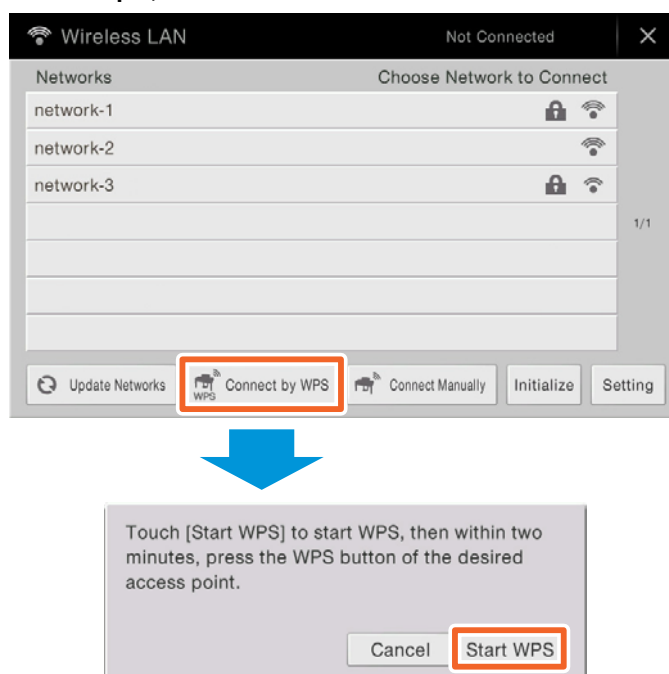 Wireless LAN Not Connected
Networks Choose Network to Connect
network-1
network-2
network-3
1/1
Update Networks WPS Connect by WPS Connect Manually Initialize Setting
Touch [Start WPS] to start WPS, then within two
minutes, press the WPS button of the desired
access point.
Cancel Start WPS